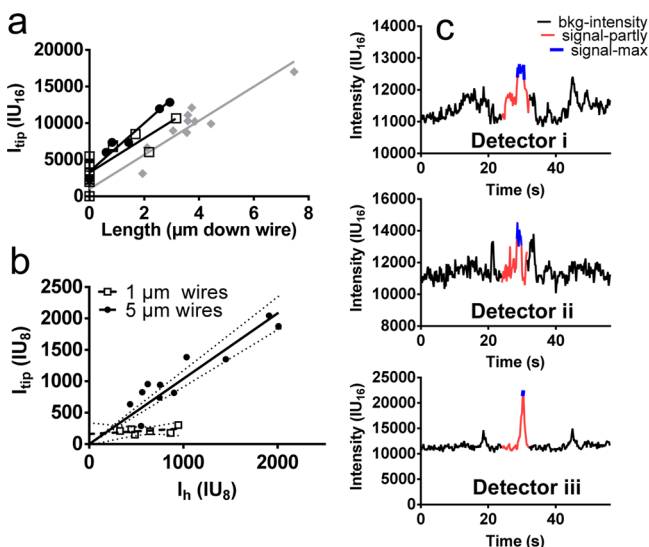 a
20000
15000
10000
5000
0
0 2 4 6 8
Itip (IU16)
Length (µm down wire)
b
2500
2000
1500
1000
500
0
0 1000 2000
1 µm wires
5 µm wires
Itip (IU8)
Ih (IU8)
c
bkg-intensity
signal-partly
signal-max
14000
13000
12000
11000
10000
0 20 40
Intensity (IU16)
Detector i
Time (s)
16000
14000
12000
10000
8000
0 20 40
Intensity (IU16)
Detector ii
Time (s)
25000
20000
15000
10000
5000
0
0 20 40
Intensity (IU16)
Detector iii
Time (s)